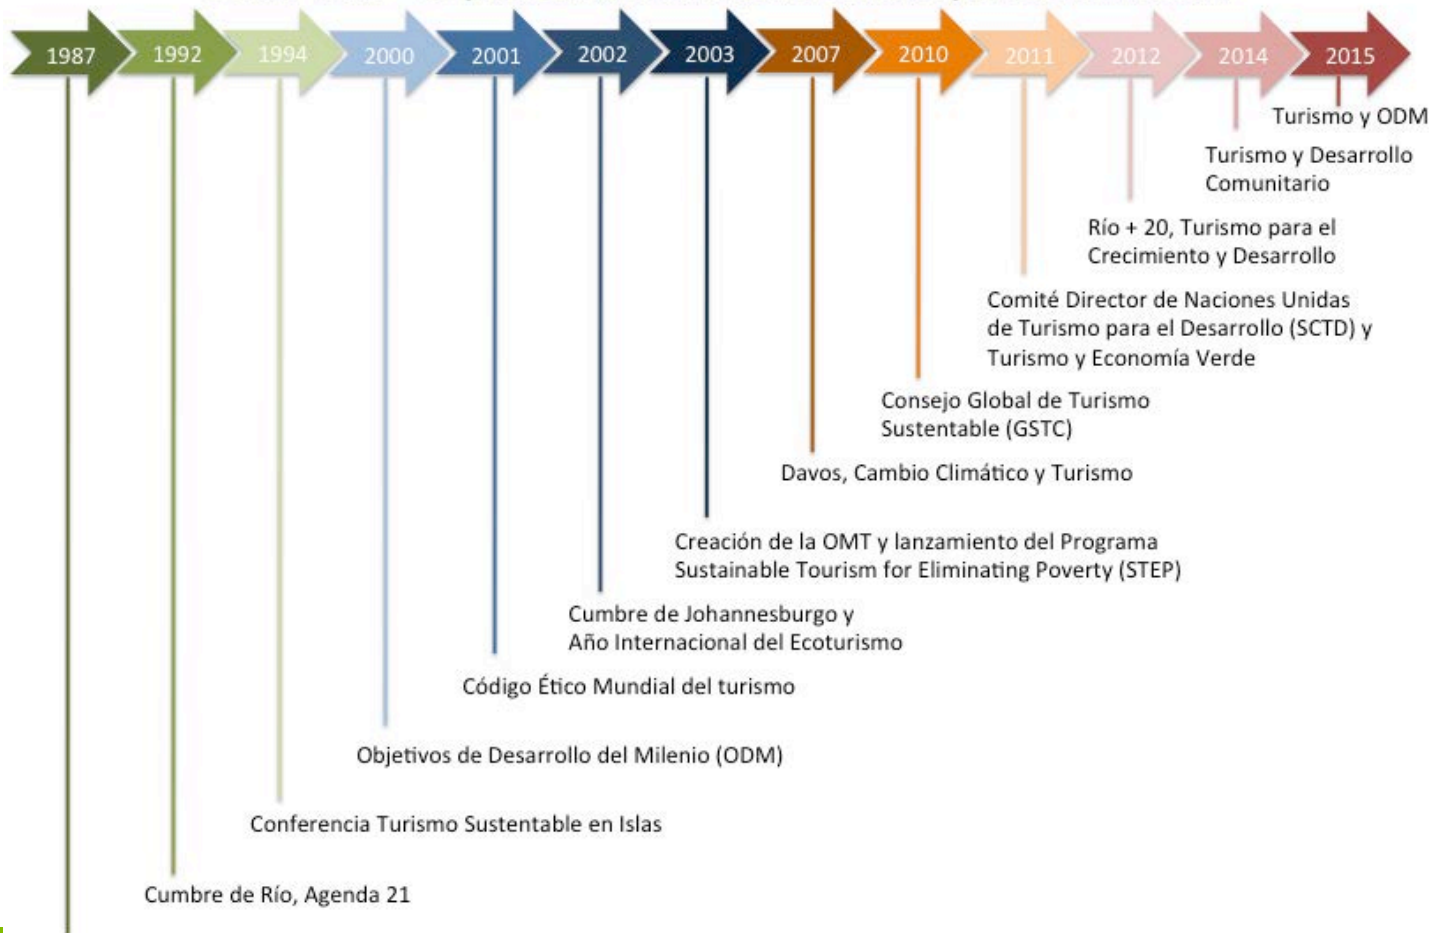 1987
1992
1994
2000
2001
2002
2003
2007
2010
2011
2012
2014
2015
Turismo y ODM
Turismo y Desarrollo
Comunitario
Río + 20, Turismo para el
Crecimiento y Desarrollo
Comité Director de Naciones Unidas
de Turismo para el Desarrollo (SCTD) y
Turismo y Economía Verde
Consejo Global de Turismo
Sustentable (GSTC)
Davos, Cambio Climático y Turismo
Creación de la OMT y lanzamiento del Programa
Sustainable Tourism for Eliminating Poverty (STEP)
Cumbre de Johannesburgo y
Año Internacional del Ecoturismo
Código Ético Mundial del turismo
Objetivos de Desarrollo del Milenio (ODM)
Conferencia Turismo Sustentable en Islas
Cumbre de Río, Agenda 21